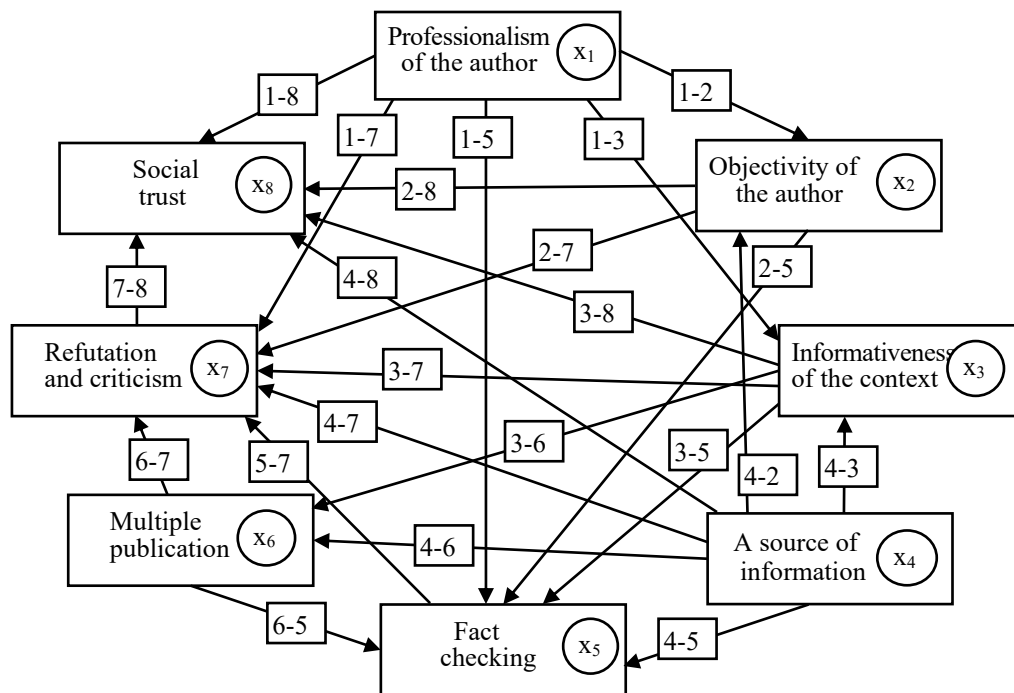 Professionalism
of the author
x₁
1-8
1-2
1-7
1-5
1-3
Social
trust
x₈
Objectivity of
the author
x₂
2-8
2-7
2-5
7-8
4-8
3-8
Refutation
and criticism
x₇
Informativeness
of the context
x₃
3-7
4-7
3-6
3-5
6-7
5-7
4-2
4-3
Multiple
publication
x₆
4-6
A source of
information
x₄
6-5
4-5
Fact
checking
x₅